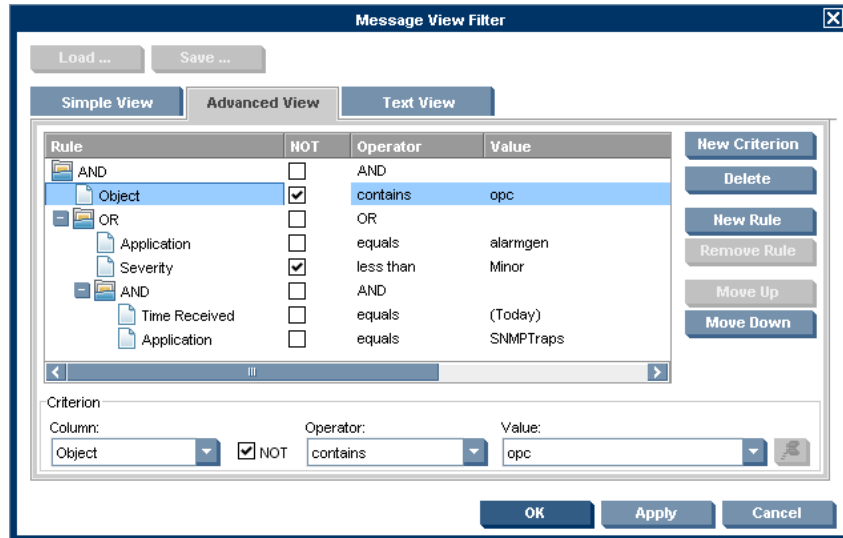 Message View Filter
Load ... Save ...
Simple View Advanced View Text View
Rule NOT Operator Value
New Criterion
AND AND
Delete
Object contains opc
OR OR
New Rule
Application equals alarmgen
Remove Rule
Severity less than Minor
AND AND
Move Up
Time Received equals (Today)
Move Down
Application equals SNMPTraps
Criterion
Column: Operator: Value:
Object NOT contains opc
OK Apply Cancel